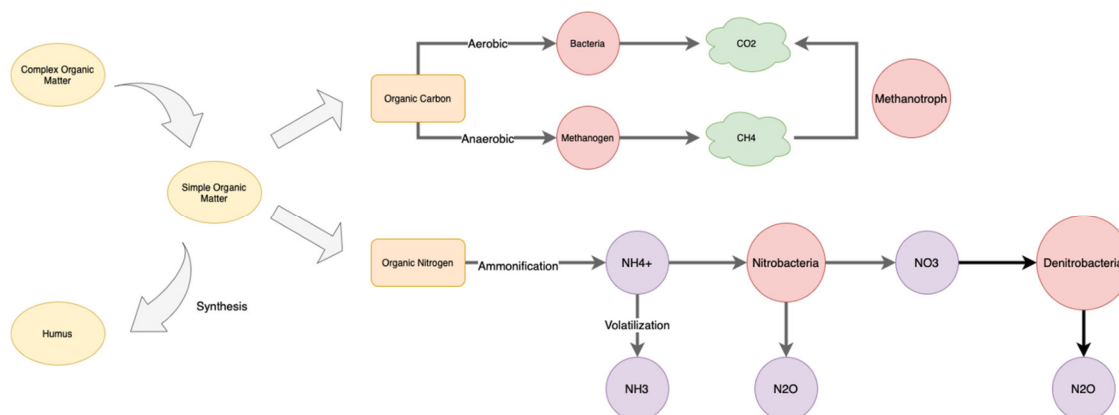 Complex Organic
Matter
Simple Organic
Matter
Synthesis
Humus
Organic Carbon
Aerobic
Bacteria
CO2
Methanotroph
Anaerobic
Methanogen
CH4
Organic Nitrogen
Ammonification
NH4+
Nitrobacteria
NO3
Denitrobacteria
Volatilization
NH3
N2O
N2O